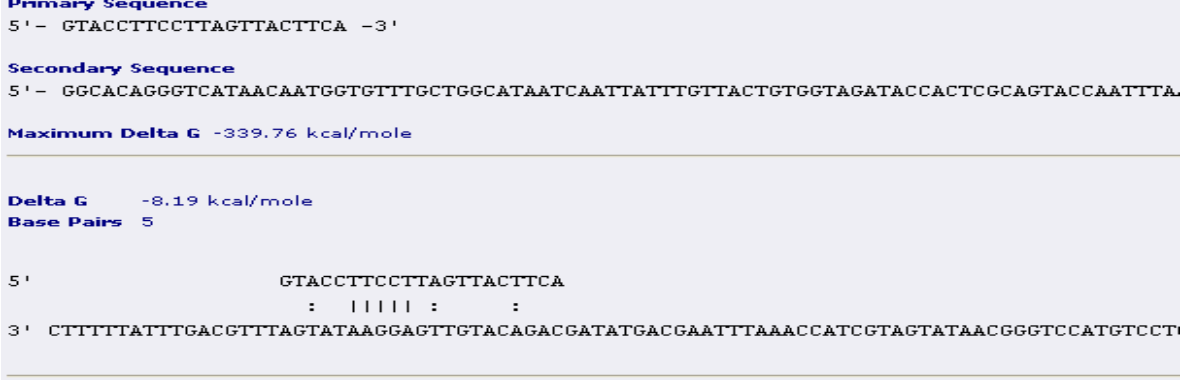 Primary Sequence
5'- GTACCTTCCTTAGTTACTTCA -3'
Secondary Sequence
5'- GGCACAGGGTCATAACAATGGTGTTTGCTGGCATAATCAATTATTTGTTACTGTGGTAGATACCACTCGCAGTACCAATTTA
Maximum Delta G -339.76 kcal/mole
Delta G -8.19 kcal/mole
Base Pairs 5
5' GTACCTTCCTTAGTTACTTCA
: ||||| : :
3' CTTTTTATTTGACGTTTAGTATAAGGAGTTGTACAGACGATATGACGAATTTAAACCATCGTAGTATAACGGGTCCATGTCCT